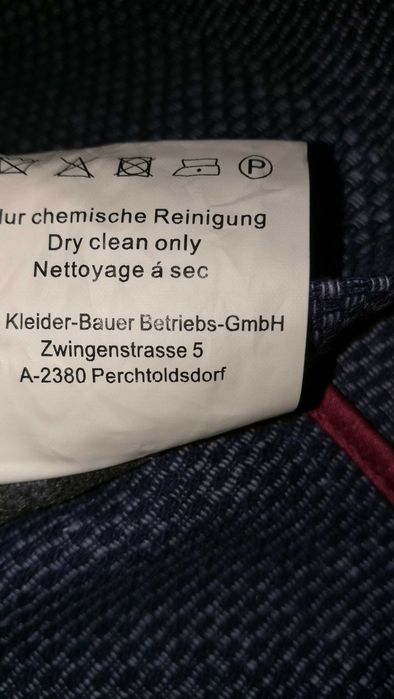 P
Nur chemische Reinigung
Dry clean only
Nettoyage á sec
Kleider-Bauer Betriebs-GmbH
Zwingenstrasse 5
A-2380 Perchtoldsdorf